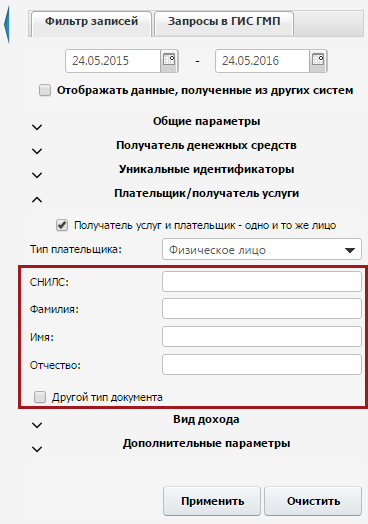 Фильтр записей Запросы в ГИС ГМП
24.05.2015 - 24.05.2016
Отображать данные, полученные из других систем
Общие параметры
Получатель денежных средств
Уникальные идентификаторы
Плательщик/получатель услуги
Получатель услуг и плательщик - одно и то же лицо
Тип плательщика: Физическое лицо
СНИЛС:
Фамилия:
Имя:
Отчество:
Другой тип документа
Вид дохода
Дополнительные параметры
Применить Очистить